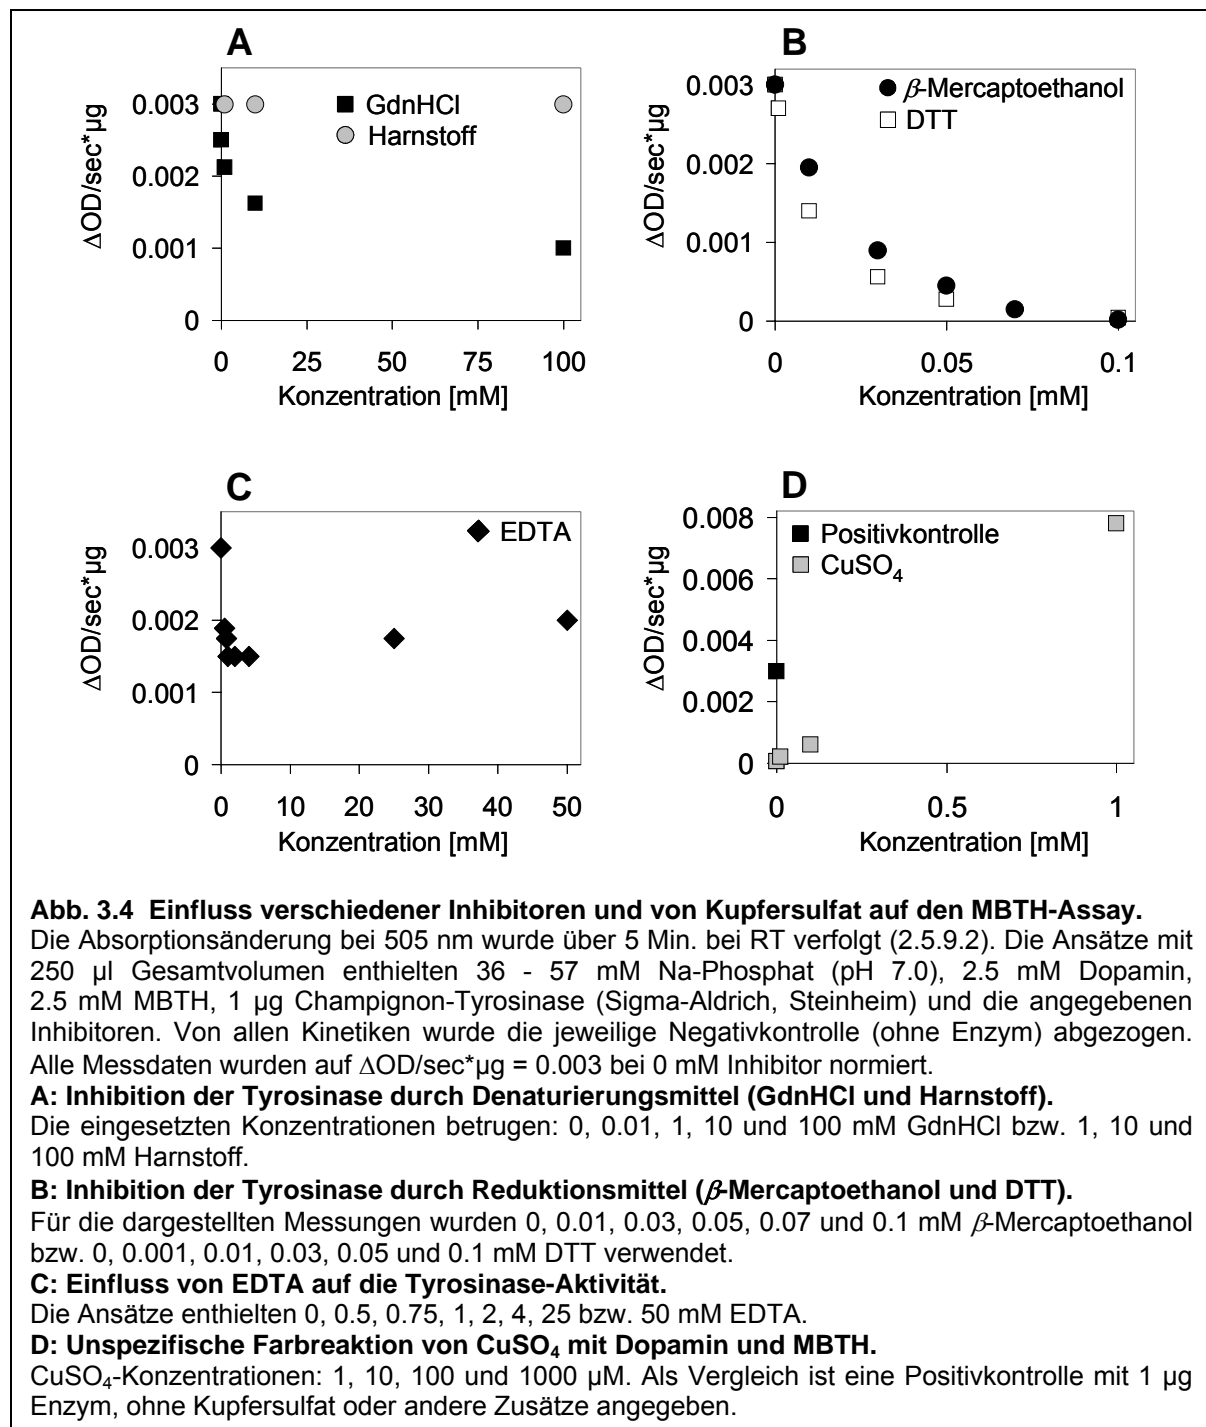 A
0.003
0.002
0.001
0
ΔOD/sec*µg
GdnHCl
Harnstoff
0 25 50 75 100
Konzentration [mM]
B
0.003
0.002
0.001
0
ΔOD/sec*µg
β-Mercaptoethanol
DTT
0 0.05 0.1
Konzentration [mM]
C
0.003
0.002
0.001
0
ΔOD/sec*µg
EDTA
0 10 20 30 40 50
Konzentration [mM]
D
0.008
0.006
0.004
0.002
0
ΔOD/sec*µg
Positivkontrolle
CuSO₄
0 0.5 1
Konzentration [mM]
Abb. 3.4 Einfluss verschiedener Inhibitoren und von Kupfersulfat auf den MBTH-Assay.
Die Absorptionsänderung bei 505 nm wurde über 5 Min. bei RT verfolgt (2.5.9.2). Die Ansätze mit
250 µl Gesamtvolumen enthielten 36 - 57 mM Na-Phosphat (pH 7.0), 2.5 mM Dopamin,
2.5 mM MBTH, 1 µg Champignon-Tyrosinase (Sigma-Aldrich, Steinheim) und die angegebenen
Inhibitoren. Von allen Kinetiken wurde die jeweilige Negativkontrolle (ohne Enzym) abgezogen.
Alle Messdaten wurden auf ΔOD/sec*µg = 0.003 bei 0 mM Inhibitor normiert.
A: Inhibition der Tyrosinase durch Denaturierungsmittel (GdnHCl und Harnstoff).
Die eingesetzten Konzentrationen betrugen: 0, 0.01, 1, 10 und 100 mM GdnHCl bzw. 1, 10 und
100 mM Harnstoff.
B: Inhibition der Tyrosinase durch Reduktionsmittel (β-Mercaptoethanol und DTT).
Für die dargestellten Messungen wurden 0, 0.01, 0.03, 0.05, 0.07 und 0.1 mM β-Mercaptoethanol
bzw. 0, 0.001, 0.01, 0.03, 0.05 und 0.1 mM DTT verwendet.
C: Einfluss von EDTA auf die Tyrosinase-Aktivität.
Die Ansätze enthielten 0, 0.5, 0.75, 1, 2, 4, 25 bzw. 50 mM EDTA.
D: Unspezifische Farbreaktion von CuSO₄ mit Dopamin und MBTH.
CuSO₄-Konzentrationen: 1, 10, 100 und 1000 µM. Als Vergleich ist eine Positivkontrolle mit 1 µg
Enzym, ohne Kupfersulfat oder andere Zusätze angegeben.